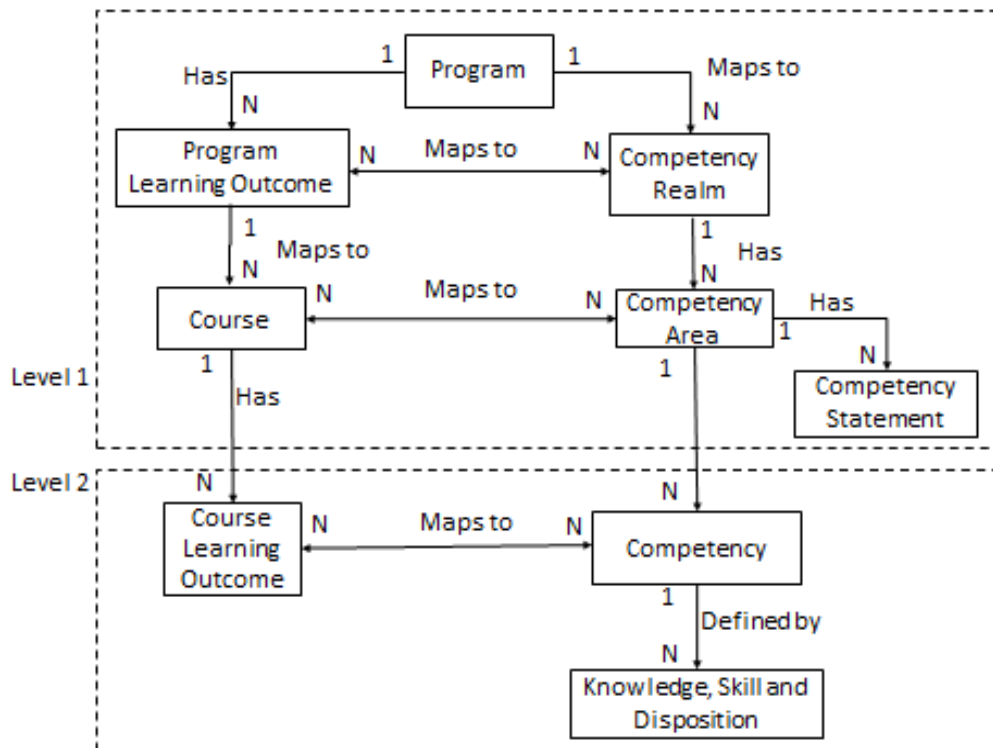 1
Program
1
Has
Maps to
N
N
Program
Learning Outcome
N
Maps to
N
Competency
Realm
1
1
Maps to
Has
N
N
Course
N
Maps to
N
Competency
Area
Has
1
N
1
1
Level 1
Has
Competency
Statement
Level 2
N
N
Course
Learning
Outcome
N
Maps to
N
Competency
1
Defined by
N
Knowledge, Skill and
Disposition